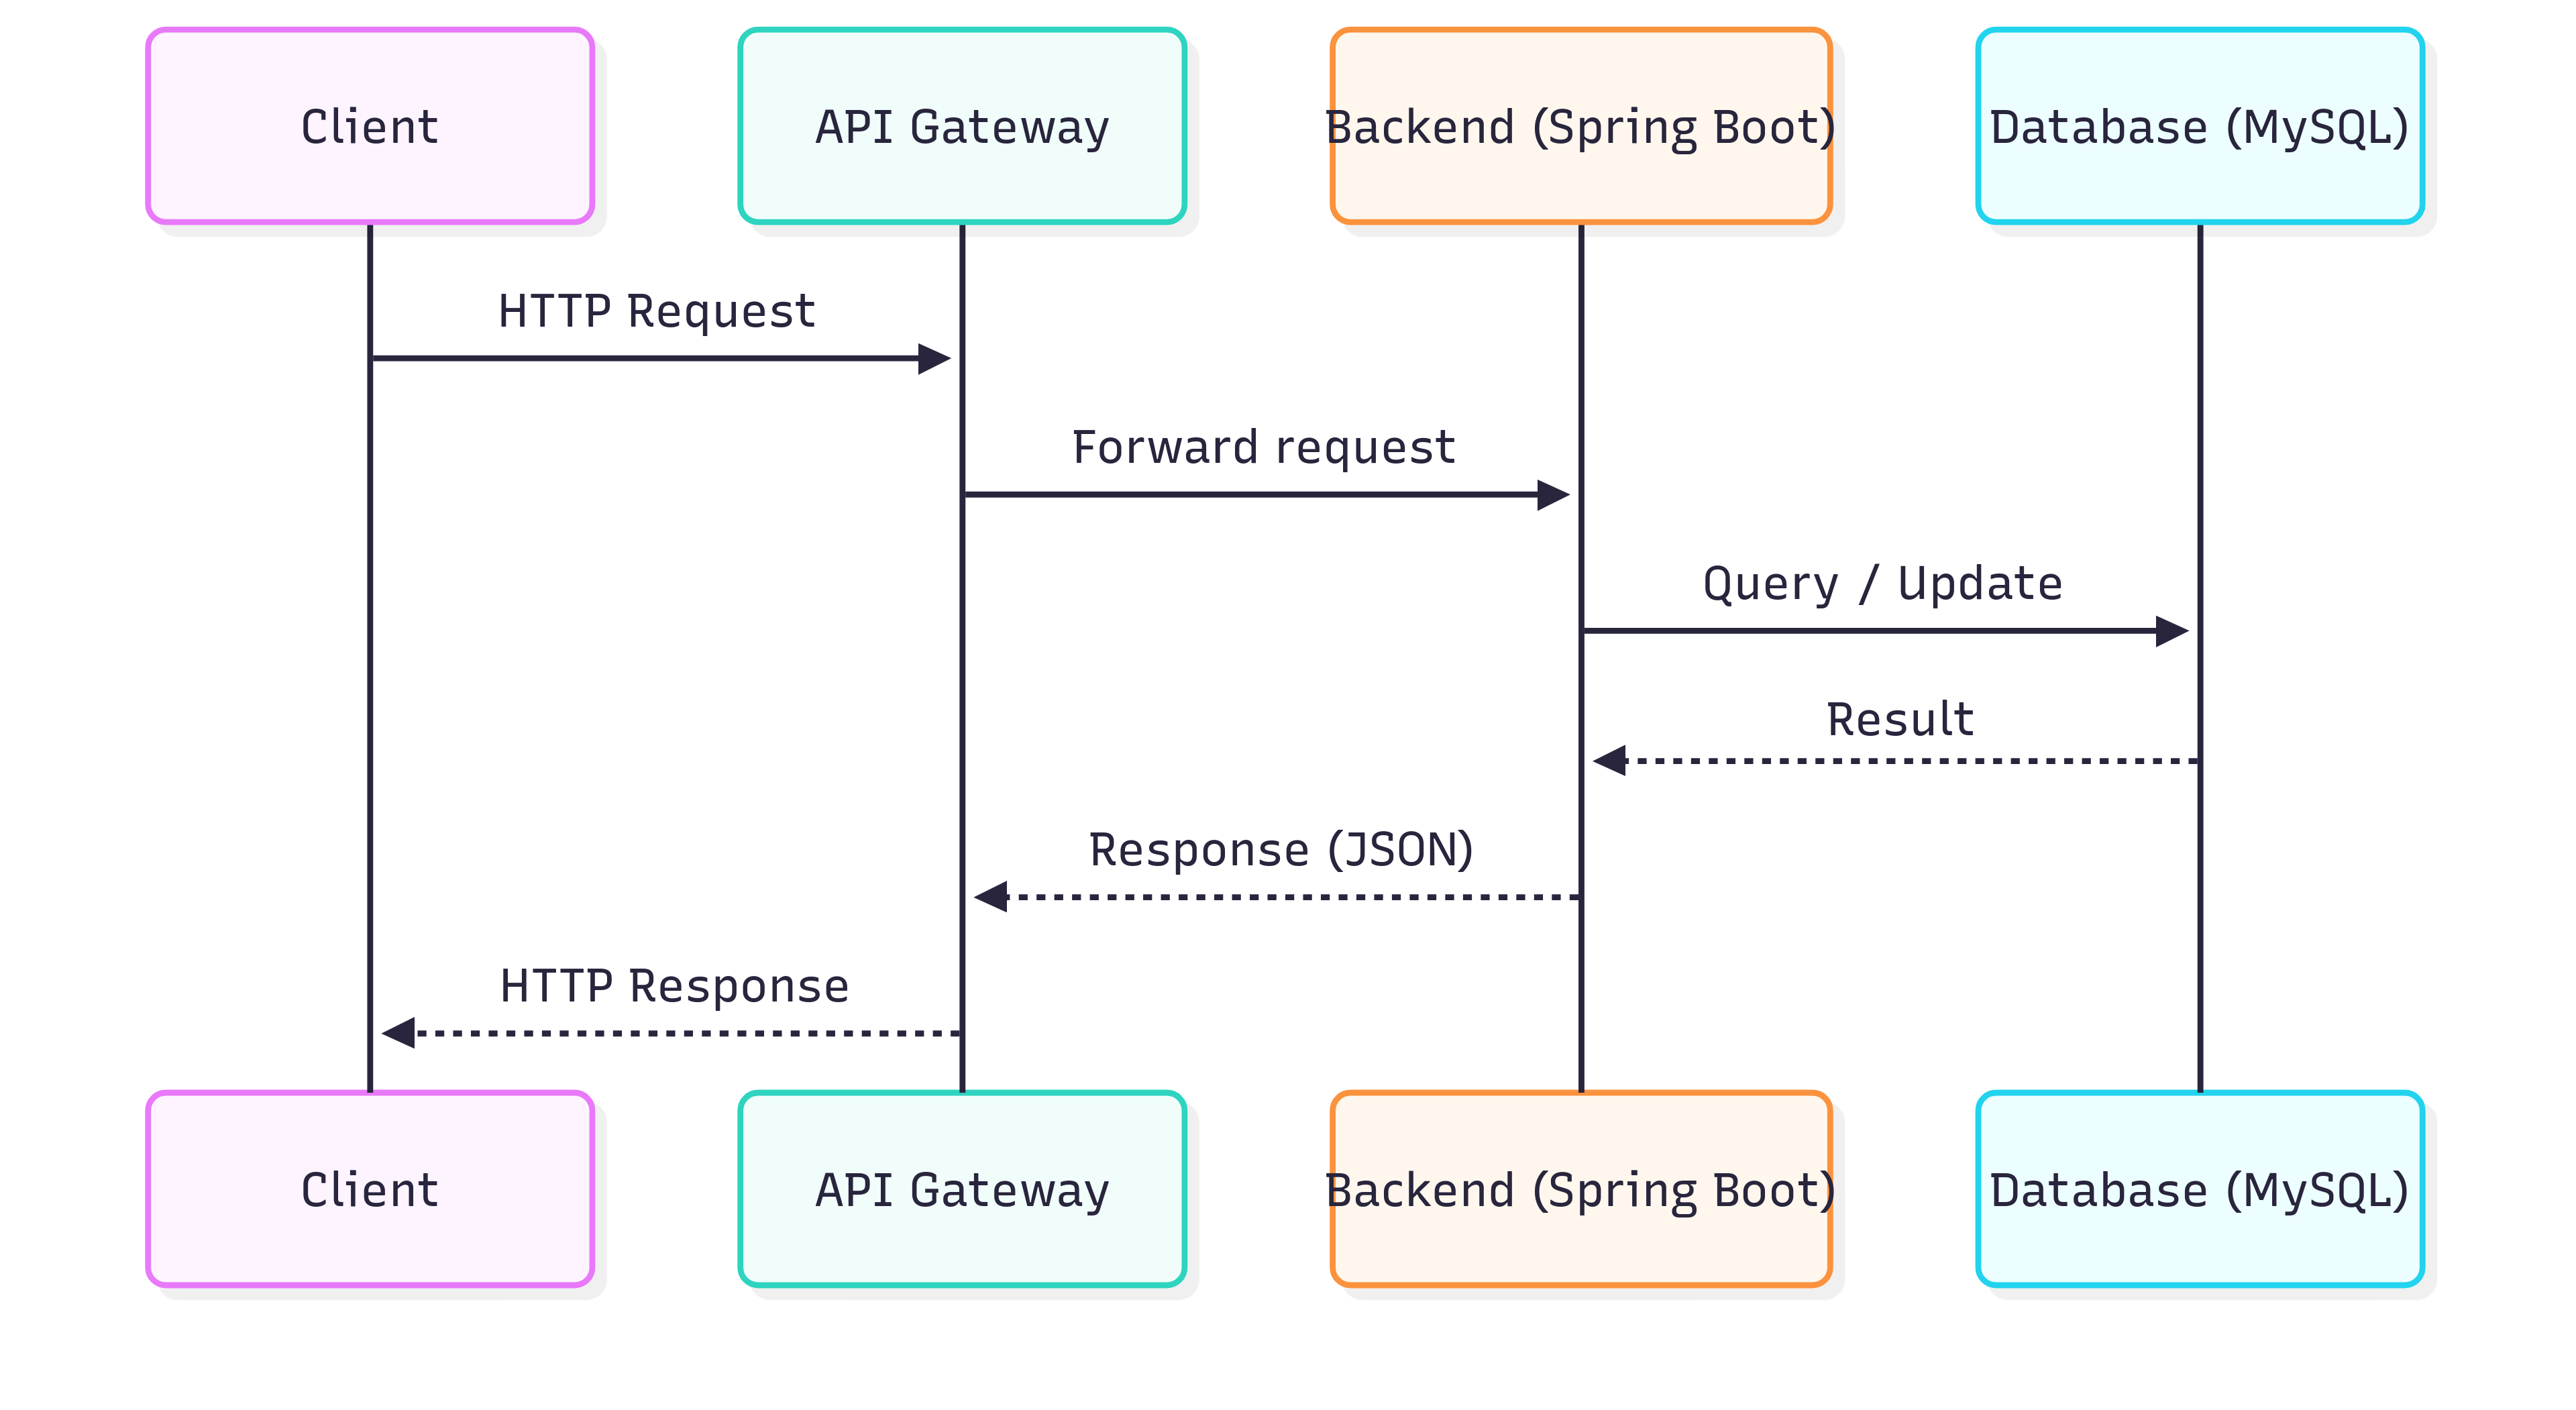 Client
API Gateway
Backend (Spring Boot)
Database (MySQL)
HTTP Request
Forward request
Query / Update
Result
Response (JSON)
HTTP Response
Client
API Gateway
Backend (Spring Boot)
Database (MySQL)